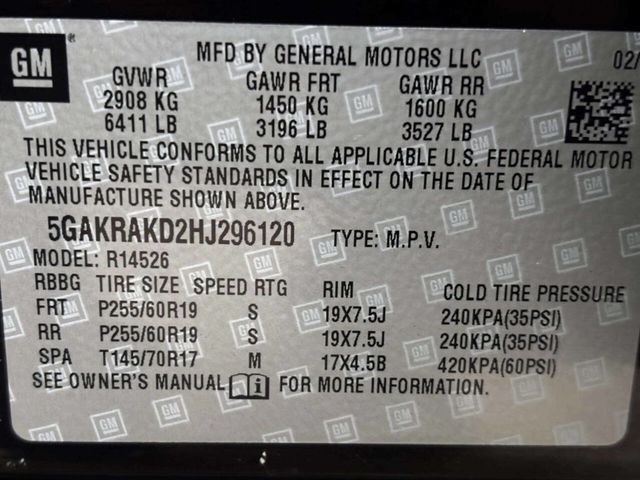 GM
MFD BY GENERAL MOTORS LLC 02/
GVWR GAWR FRT GAWR RR
2908 KG 1450 KG 1600 KG
6411 LB 3196 LB 3527 LB
THIS VEHICLE CONFORMS TO ALL APPLICABLE U.S. FEDERAL MOTOR
VEHICLE SAFETY STANDARDS IN EFFECT ON THE DATE OF
MANUFACTURE SHOWN ABOVE.
5GAKRAKD2HJ296120 TYPE: M.P.V.
MODEL: R14526
RBBG TIRE SIZE SPEED RTG RIM COLD TIRE PRESSURE
FRT P255/60R19 S 19X7.5J 240KPA(35PSI)
RR P255/60R19 S 19X7.5J 240KPA(35PSI)
SPA T145/70R17 M 17X4.5B 420KPA(60PSI)
SEE OWNER'S MANUAL i FOR MORE INFORMATION.